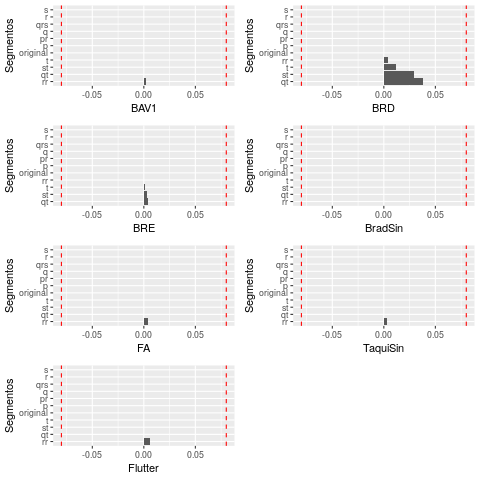 Segmentos
s
r
qrs
q
pr
p
original
t
st
qt
rr
-0.05 0.00 0.05
BAV1
Segmentos
s
r
qrs
q
pr
p
original
t
st
qt
rr
-0.05 0.00 0.05
BRD
Segmentos
s
r
qrs
q
pr
p
original
rr
t
st
qt
-0.05 0.00 0.05
BRE
Segmentos
s
r
qrs
q
pr
p
original
rr
t
st
qt
-0.05 0.00 0.05
BradSin
Segmentos
s
r
qrs
q
pr
p
original
t
st
qt
rr
-0.05 0.00 0.05
FA
Segmentos
s
r
qrs
q
pr
p
original
t
st
qt
rr
-0.05 0.00 0.05
TaquiSin
Segmentos
s
r
qrs
q
pr
p
original
t
st
qt
rr
-0.05 0.00 0.05
Flutter